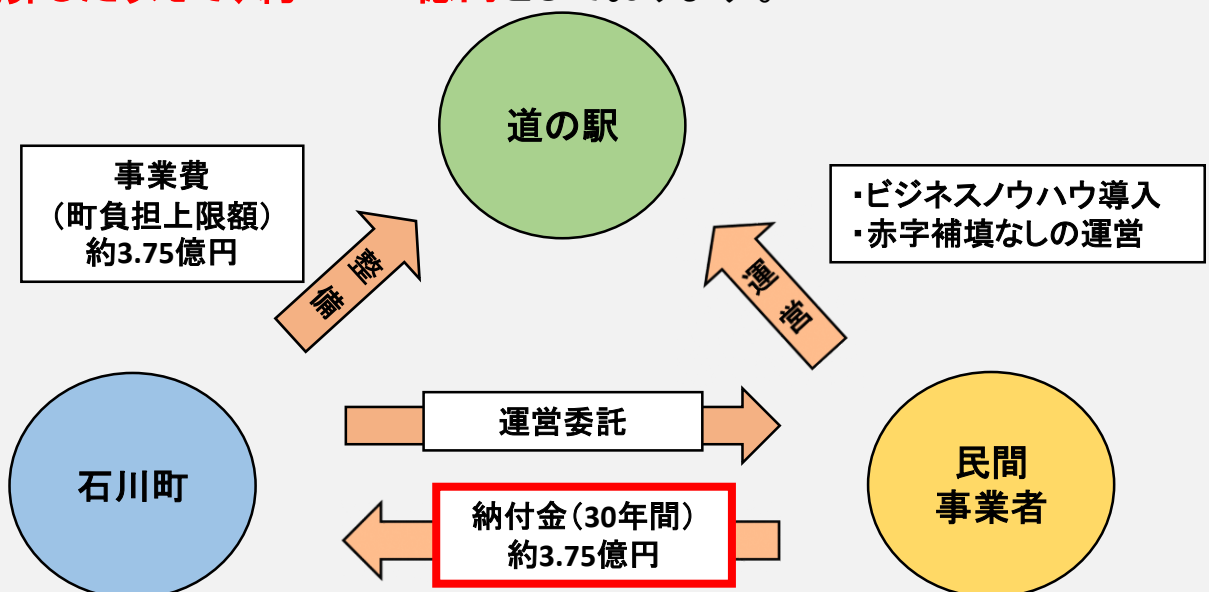 道の駅
事業費
（町負担上限額）
約3.75億円
・ビジネスノウハウ導入
・赤字補填なしの運営
整備
運営
運営委託
石川町
民間
事業者
納付金（30年間）
約3.75億円